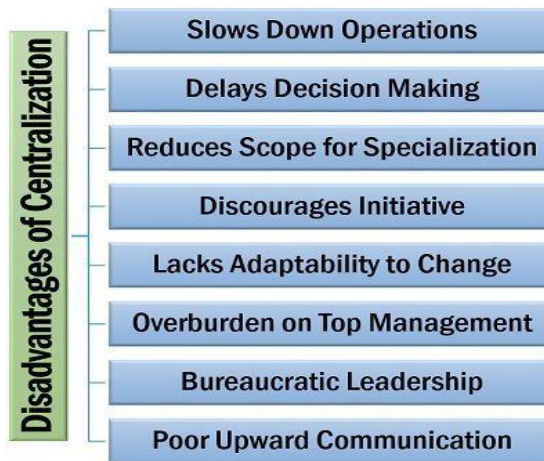 Disadvantages of Centralization
Slows Down Operations
Delays Decision Making
Reduces Scope for Specialization
Discourages Initiative
Lacks Adaptability to Change
Overburden on Top Management
Bureaucratic Leadership
Poor Upward Communication